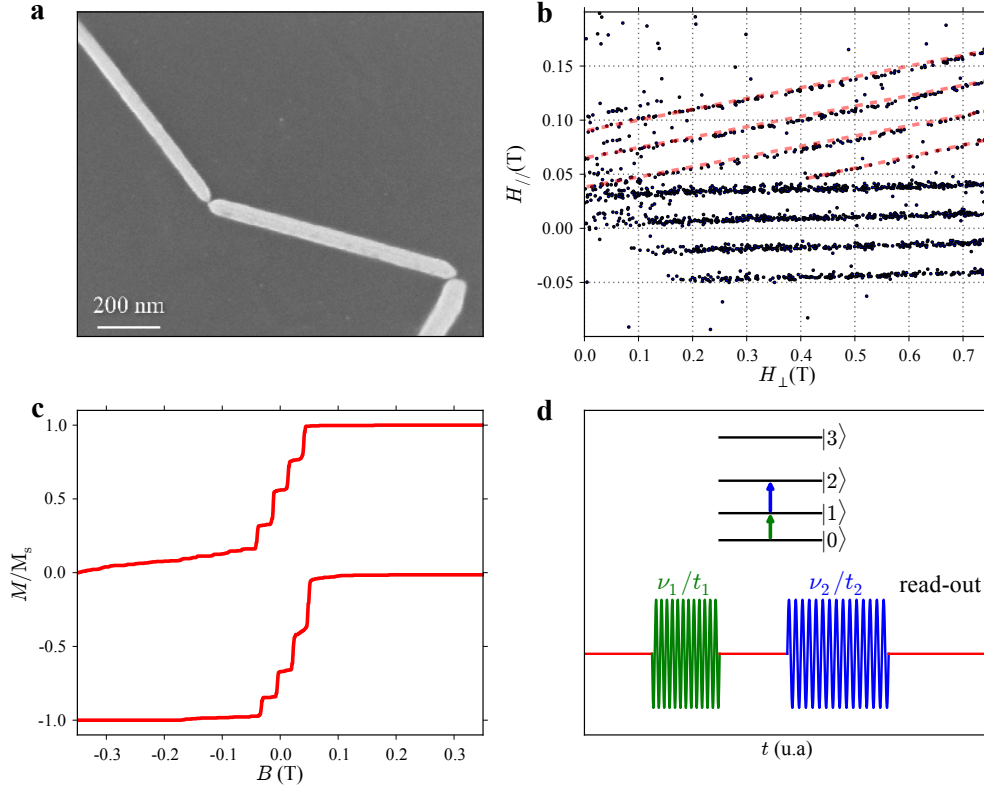 a
200 nm
b
H//(T)
0.15
0.10
0.05
0.00
-0.05
0.0 0.1 0.2 0.3 0.4 0.5 0.6 0.7
H⊥(T)
c
M/Ms
1.0
0.5
0.0
-0.5
-1.0
-0.3 -0.2 -0.1 0.0 0.1 0.2 0.3
B (T)
d
|3⟩
|2⟩
|1⟩
|0⟩
ν1/t1 ν2/t2 read-out
t (u.a)